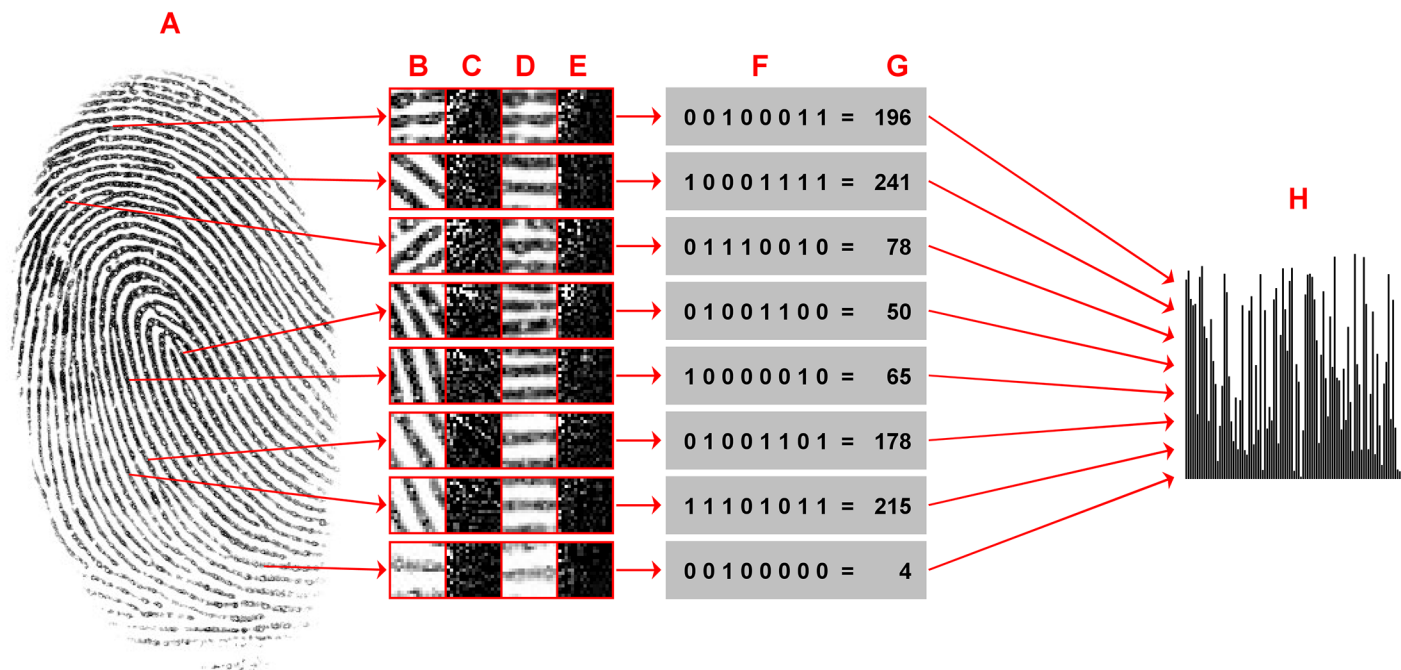 A
B C D E F G
0 0 1 0 0 0 1 1 = 196
1 0 0 0 1 1 1 1 = 241
H
0 1 1 1 0 0 1 0 = 78
0 1 0 0 1 1 0 0 = 50
1 0 0 0 0 0 1 0 = 65
0 1 0 0 1 1 0 1 = 178
1 1 1 0 1 0 1 1 = 215
0 0 1 0 0 0 0 0 = 4